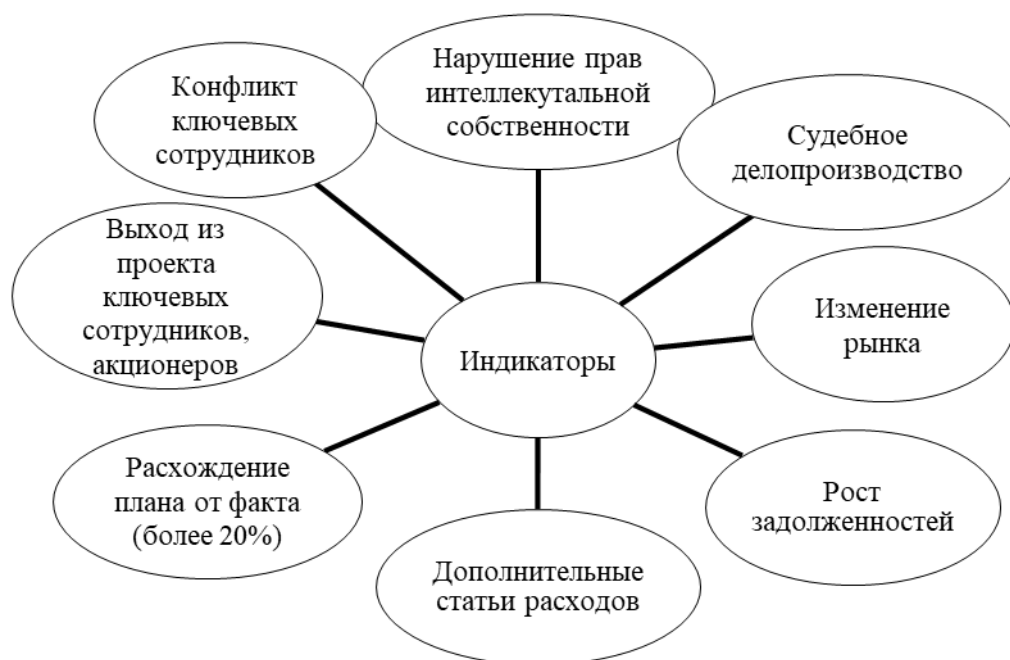 Нарушение прав
интеллекутальной
собственности
Конфликт
ключевых
сотрудников
Судебное
делопроизводство
Выход из
проекта
ключевых
сотрудников,
акционеров
Индикаторы
Изменение
рынка
Расхождение
плана от факта
(более 20%)
Рост
задолженностей
Дополнительные
статьи расходов